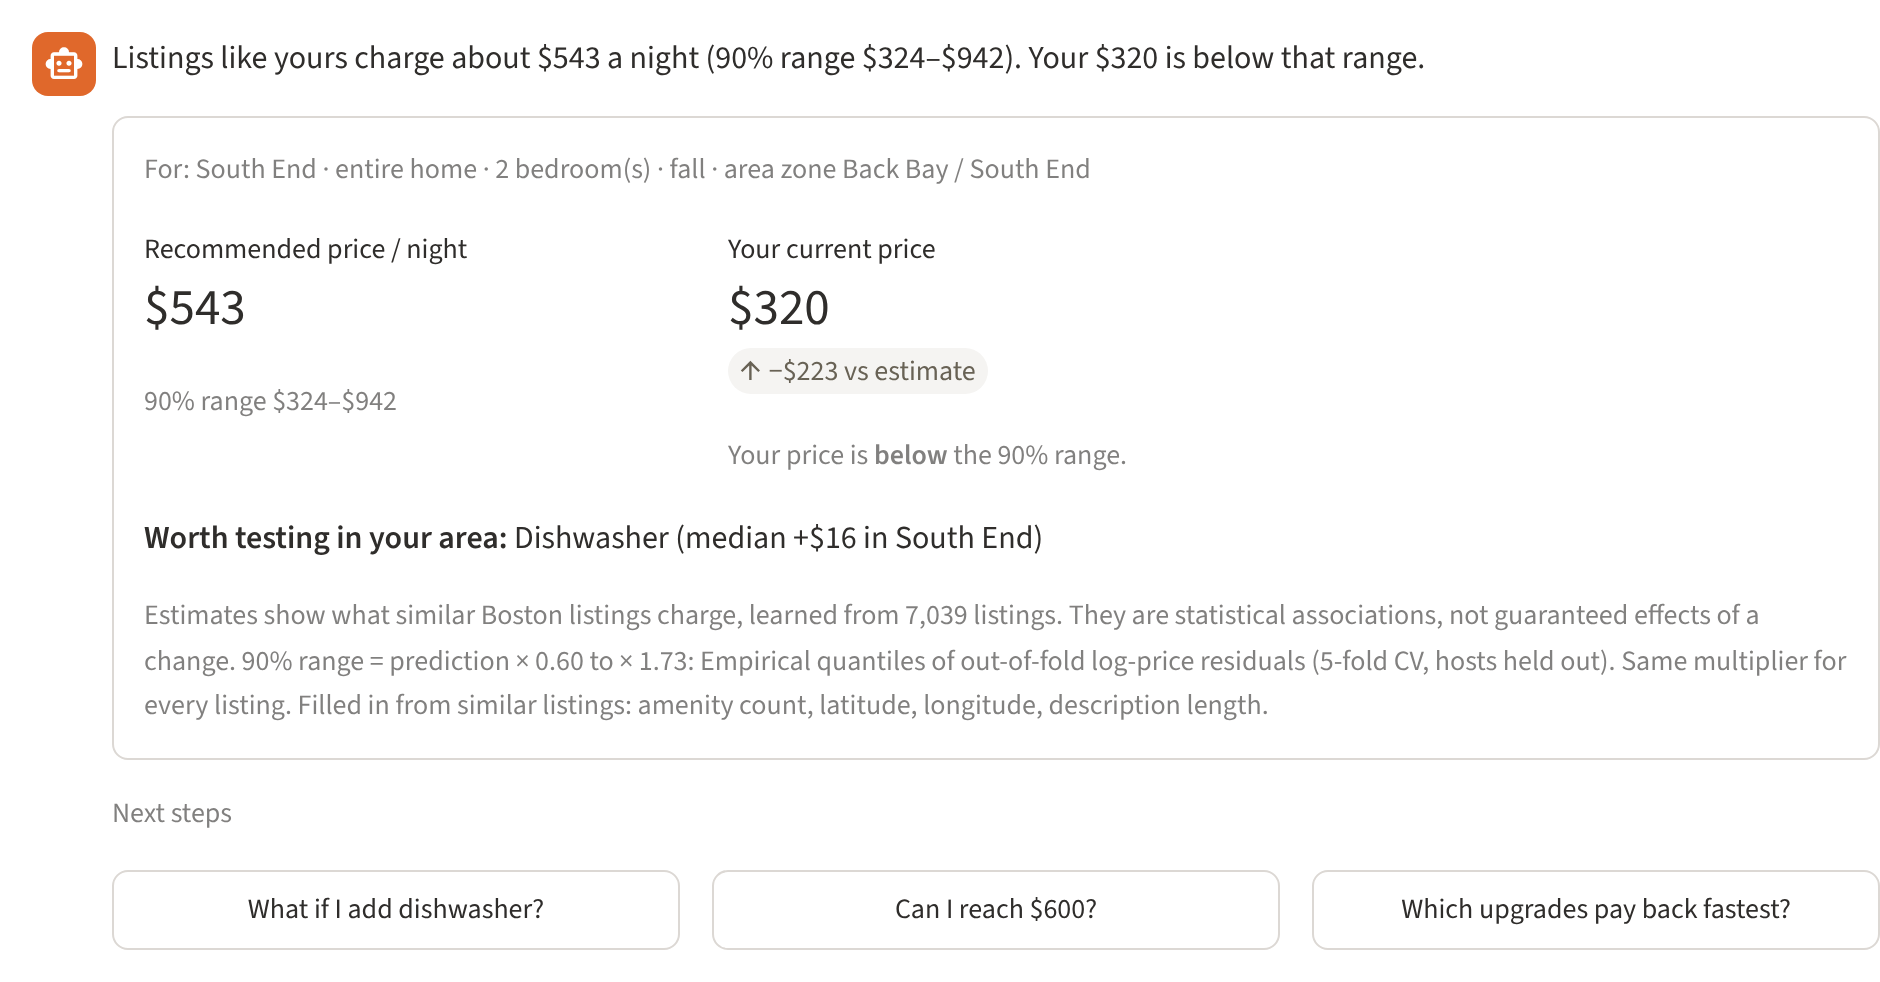 Listings like yours charge about $543 a night (90% range $324–$942). Your $320 is below that range.
For: South End · entire home · 2 bedroom(s) · fall · area zone Back Bay / South End
Recommended price / night
$543
90% range $324–$942
Your current price
$320
↑ −$223 vs estimate
Your price is below the 90% range.
Worth testing in your area: Dishwasher (median +$16 in South End)
Estimates show what similar Boston listings charge, learned from 7,039 listings. They are statistical associations, not guaranteed effects of a
change. 90% range = prediction × 0.60 to × 1.73: Empirical quantiles of out-of-fold log-price residuals (5-fold CV, hosts held out). Same multiplier for
every listing. Filled in from similar listings: amenity count, latitude, longitude, description length.
Next steps
What if I add dishwasher?
Can I reach $600?
Which upgrades pay back fastest?